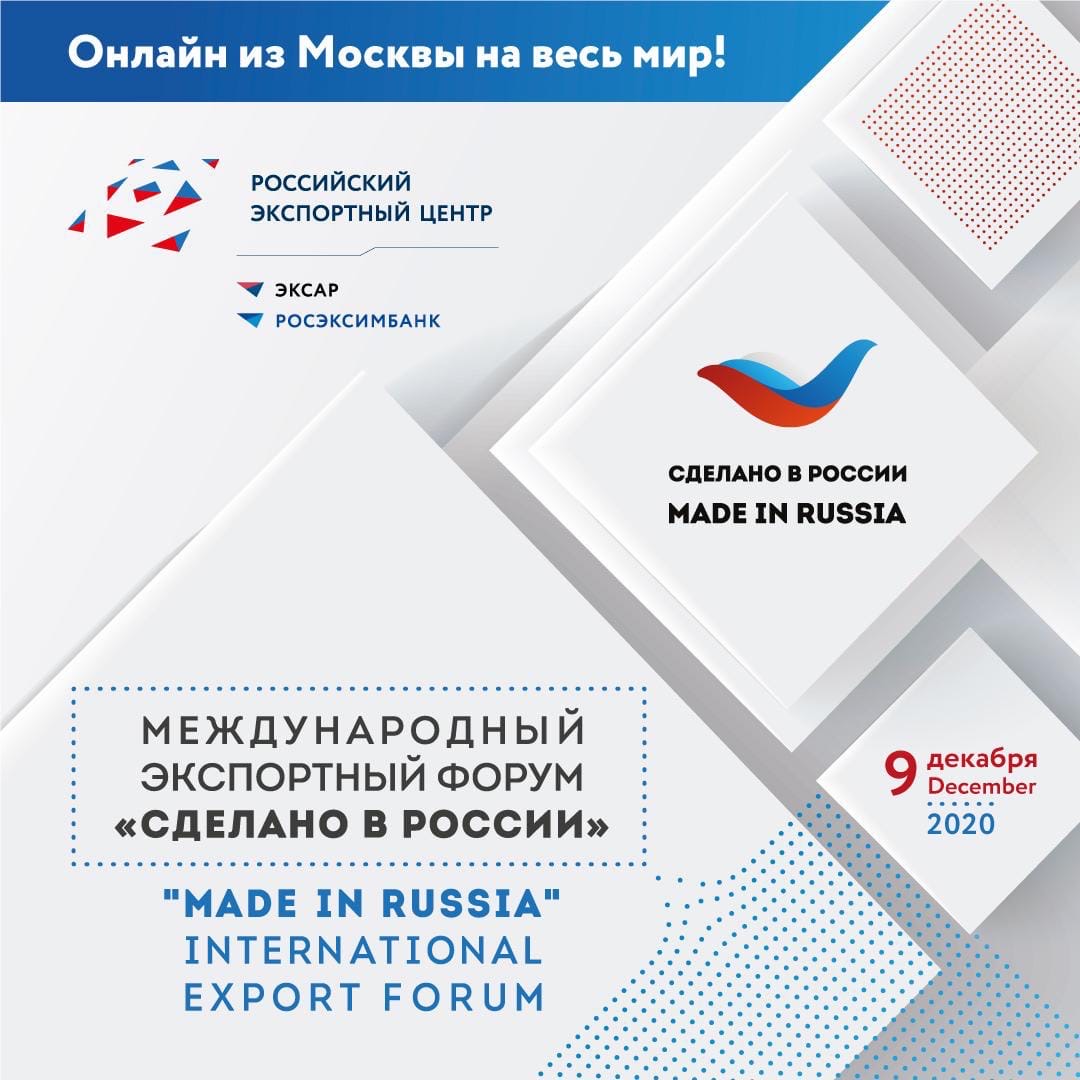 Онлайн из Москвы на весь мир!
РОССИЙСКИЙ
ЭКСПОРТНЫЙ ЦЕНТР
ЭКСАР
РОСЭКСИМБАНК
СДЕЛАНО В РОССИИ
MADE IN RUSSIA
МЕЖДУНАРОДНЫЙ
ЭКСПОРТНЫЙ ФОРУМ
«СДЕЛАНО В РОССИИ»
"MADE IN RUSSIA"
INTERNATIONAL
EXPORT FORUM
9 декабря
December
2020